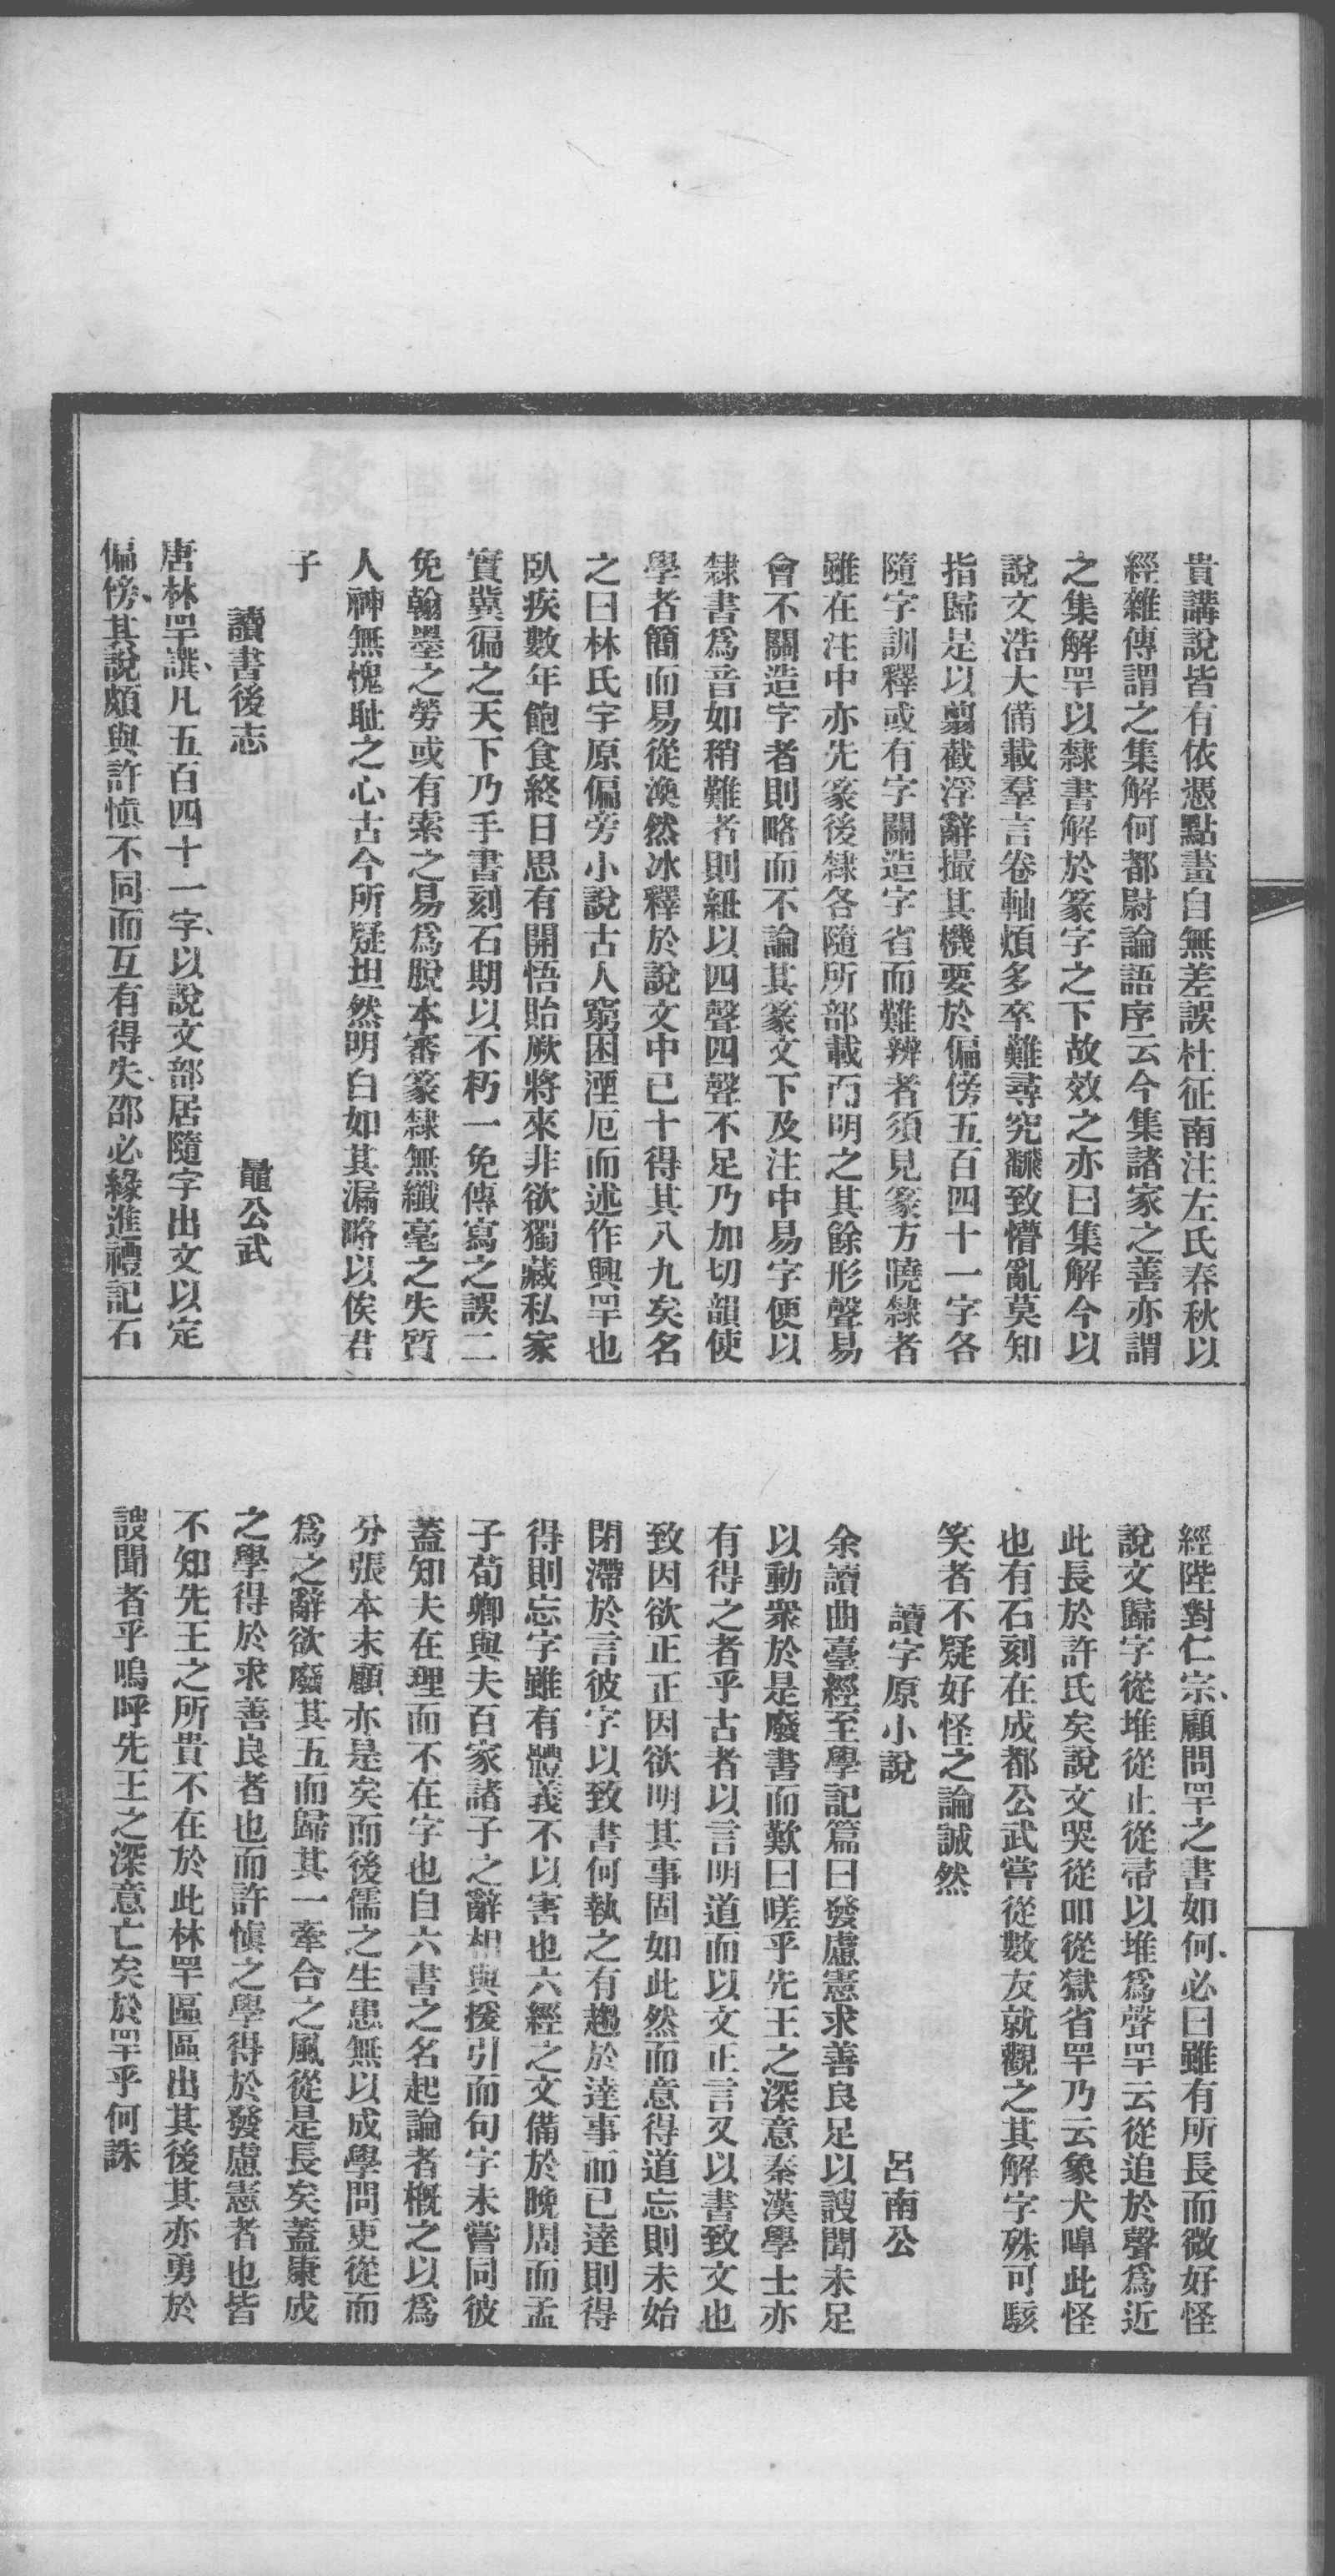 貴講說皆有依憑點畫自無差誤杜征南注左氏春秋以
經雜傳謂之集解何都尉論語序云今集諸家之善亦謂
之集解罕以隸書解於篆字之下故效之亦曰集解今以
說文浩大備載羣言卷軸煩多卒難尋究飜致懵亂莫知
指歸是以翦截浮辭撮其機要於偏傍五百四十一字各
隨字訓釋或有字關造字省而難辨者須見篆方曉隸者
雖在注中亦先篆後隸各隨所部載而明之其餘形聲易
會不關造字者則略而不論其篆文下及注中易字便以
隸書爲音如稍難者則紐以四聲四聲不足乃加切韻使
學者簡而易從渙然冰釋於說文中已十得其八九矣名
之曰林氏字原偏旁小說古人窮困湮厄而述作興罕也
臥疾數年飽食終日思有開悟貽厥將來非欲獨藏私家
實冀徧之天下乃手書刻石期以不朽一免傳寫之誤二
免翰墨之勞或有索之易爲脫本審篆隸無纖毫之失質
人神無愧耻之心古今所疑坦然明白如其漏略以俟君
子
讀書後志　鼂公武
唐林罕譔凡五百四十一字以說文部居隨字出文以定
偏傍其說頗與許愼不同而互有得失邵必緣進禮記石
經陛對仁宗顧問罕之書如何必曰雖有所長而微好怪
說文歸字從堆從止從帚以堆爲聲罕云從追於聲爲近
此長於許氏矣說文哭從吅從獄省罕乃云象犬嘷此怪
也有石刻在成都公武嘗從數友就觀之其解字殊可駭
笑者不疑好怪之論誠然
讀字原小說　呂南公
余讀曲臺經至學記篇曰發慮憲求善良足以謏聞未足
以動衆於是廢書而歎曰嗟乎先王之深意秦漢學士亦
有得之者乎古者以言明道而以文正言又以書致文也
致因欲正正因欲明其事固如此然而意得道忘則未始
閉滯於言彼字以致書何執之有趨於達事而已達則得
得則忘字雖有體義不以害也六經之文備於晚周而孟
子荀卿與夫百家諸子之辭相與援引而句字未嘗同彼
蓋知夫在理而不在字也自六書之名起論者概之以爲
分張本末顧亦是矣而後儒之生患無以成學問更從而
爲之辭欲廢其五而歸其一牽合之風從是長矣蓋康成
之學得於求善良者也而許愼之學得於發慮憲者也皆
不知先王之所貴不在於此林罕區區出其後其亦勇於
謏聞者乎嗚呼先王之深意亡矣於罕乎何誅